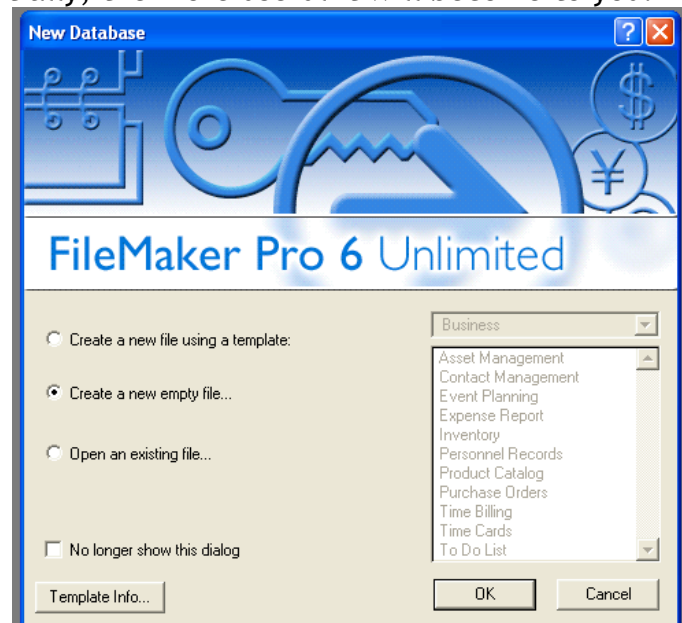 New Database
FileMaker Pro 6 Unlimited
Create a new file using a template:
Create a new empty file...
Open an existing file...
No longer show this dialog
Template Info...
Business
Asset Management
Contact Management
Event Planning
Expense Report
Inventory
Personnel Records
Product Catalog
Purchase Orders
Time Billing
Time Cards
To Do List
OK
Cancel